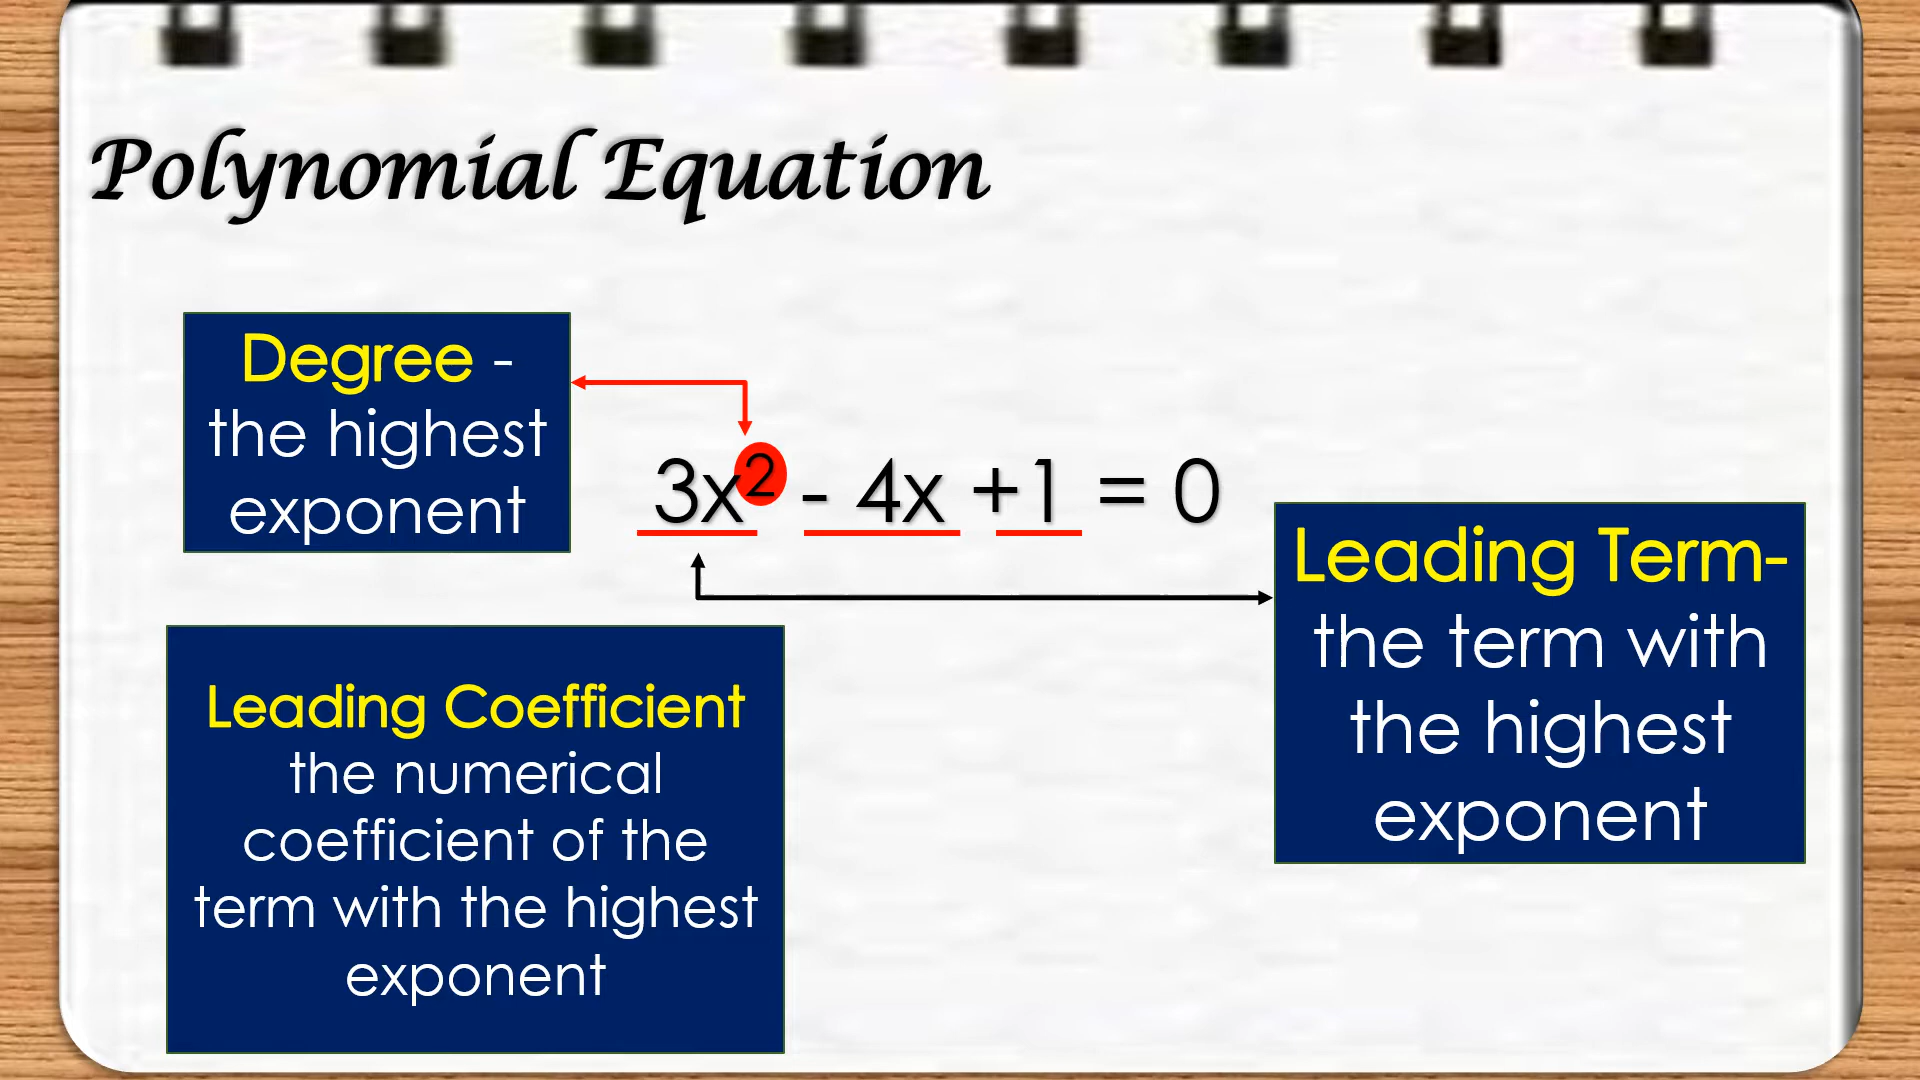 Polynomial Equation
Degree -
the highest
exponent
3x² - 4x +1 = 0
Leading Term-
the term with
the highest
exponent
Leading Coefficient
the numerical
coefficient of the
term with the highest
exponent